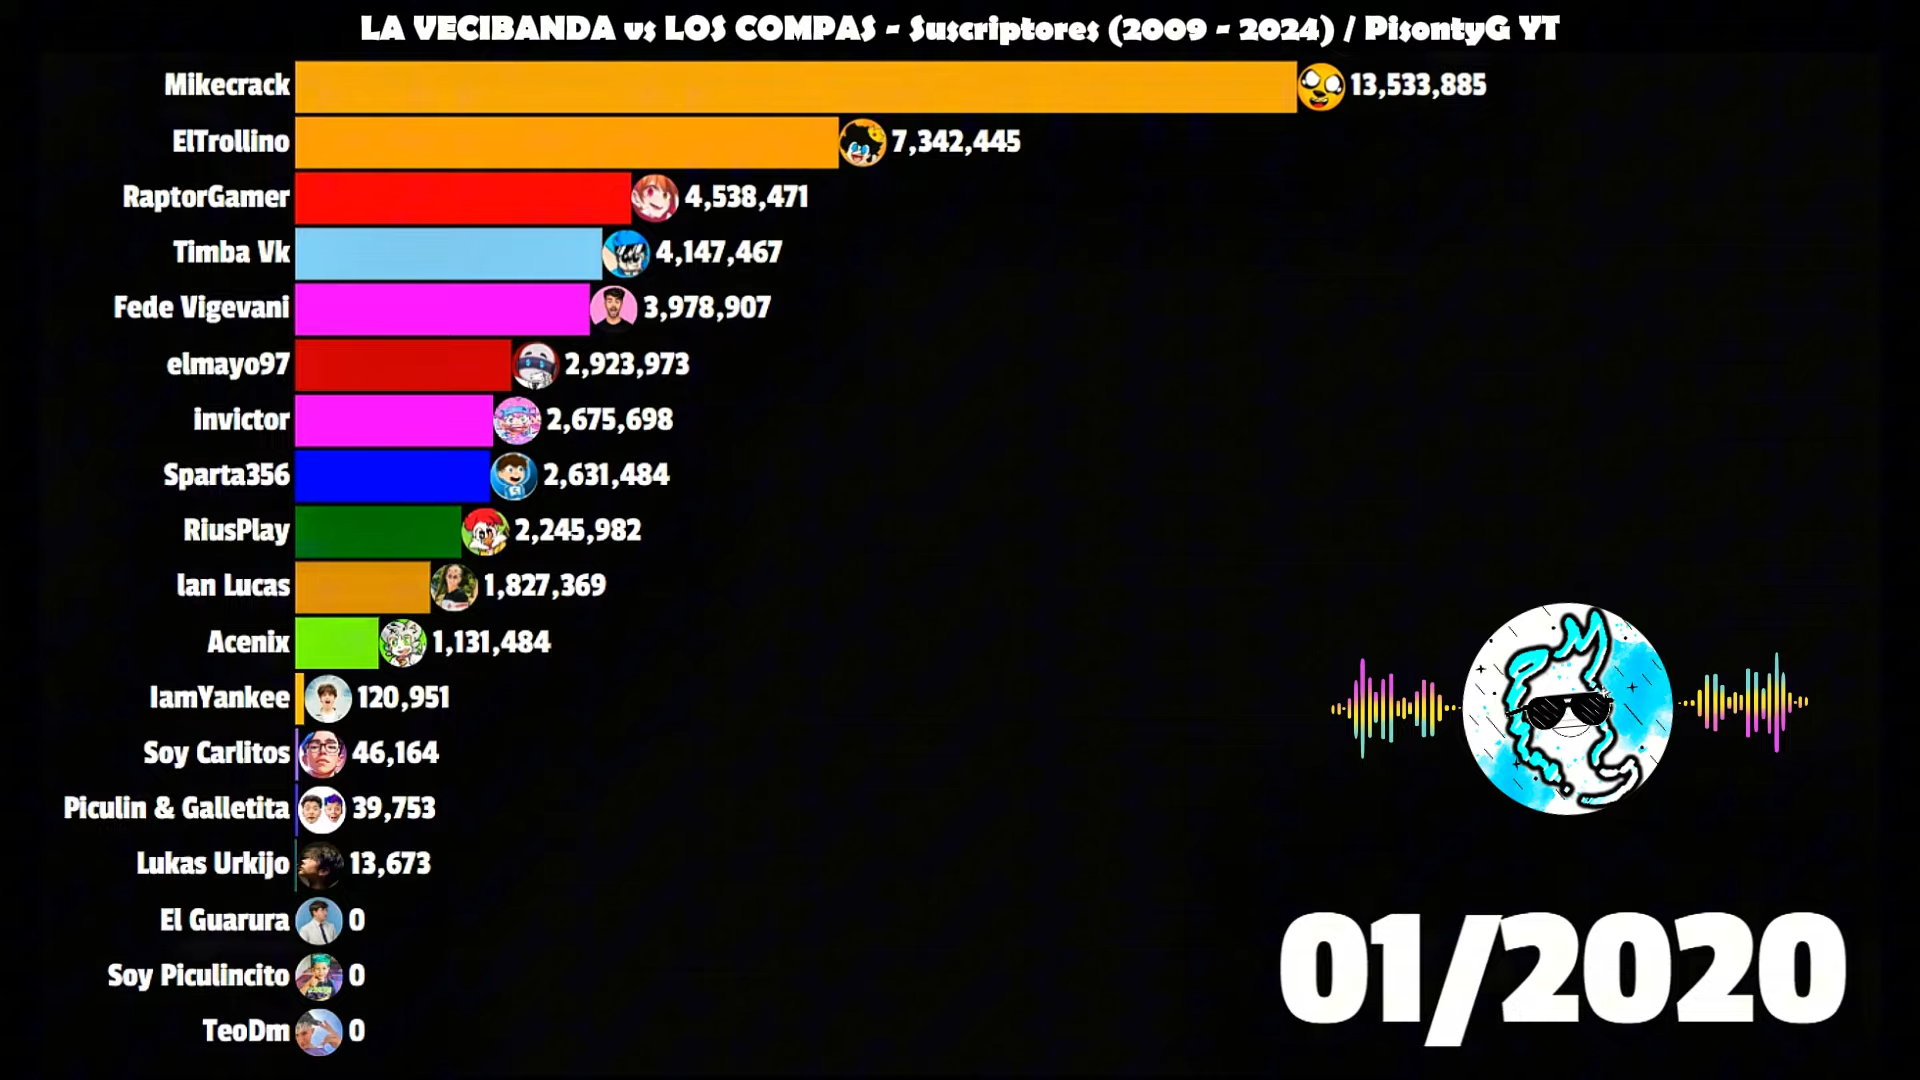 LA VECIBANDA vs LOS COMPAS - Suscriptores (2009 - 2024) / PisontyG YT
Mikecrack 13,533,885
ElTrollino 7,342,445
RaptorGamer 4,538,471
Timba Vk 4,147,467
Fede Vigevani 3,978,907
elmayo97 2,923,973
invictor 2,675,698
Sparta356 2,631,484
RiusPlay 2,245,982
Ian Lucas 1,827,369
Acenix 1,131,484
IamYankee 120,951
Soy Carlitos 46,164
Piculin & Galletita 39,753
Lukas Urkijo 13,673
El Guarura 0
Soy Piculincito 0
TeoDm 0
01/2020